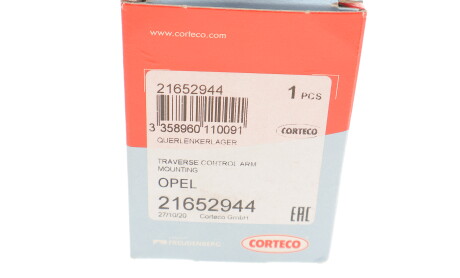 www.corteco.com
21652944
1 PCS
3 358960 110091
CORTECO
QUERLENKERLAGER
TRAVERSE CONTROL ARM
MOUNTING
OPEL
21652944
27/10/20 Corteco GmbH
EAC
CORTECO